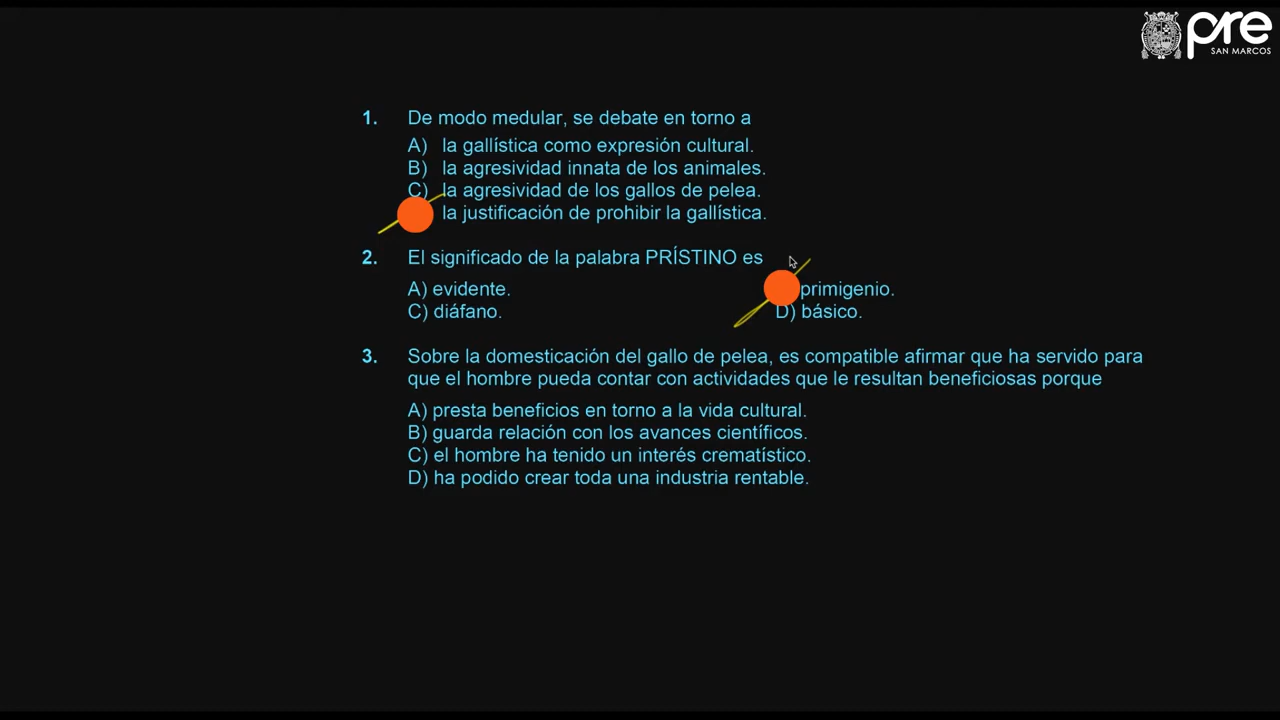 pre
SAN MARCOS
1. De modo medular, se debate en torno a
A) la gallística como expresión cultural.
B) la agresividad innata de los animales.
C) la agresividad de los gallos de pelea.
la justificación de prohibir la gallística.
2. El significado de la palabra PRÍSTINO es
A) evidente. primigenio.
C) diáfano. D) básico.
3. Sobre la domesticación del gallo de pelea, es compatible afirmar que ha servido para
que el hombre pueda contar con actividades que le resultan beneficiosas porque
A) presta beneficios en torno a la vida cultural.
B) guarda relación con los avances científicos.
C) el hombre ha tenido un interés crematístico.
D) ha podido crear toda una industria rentable.